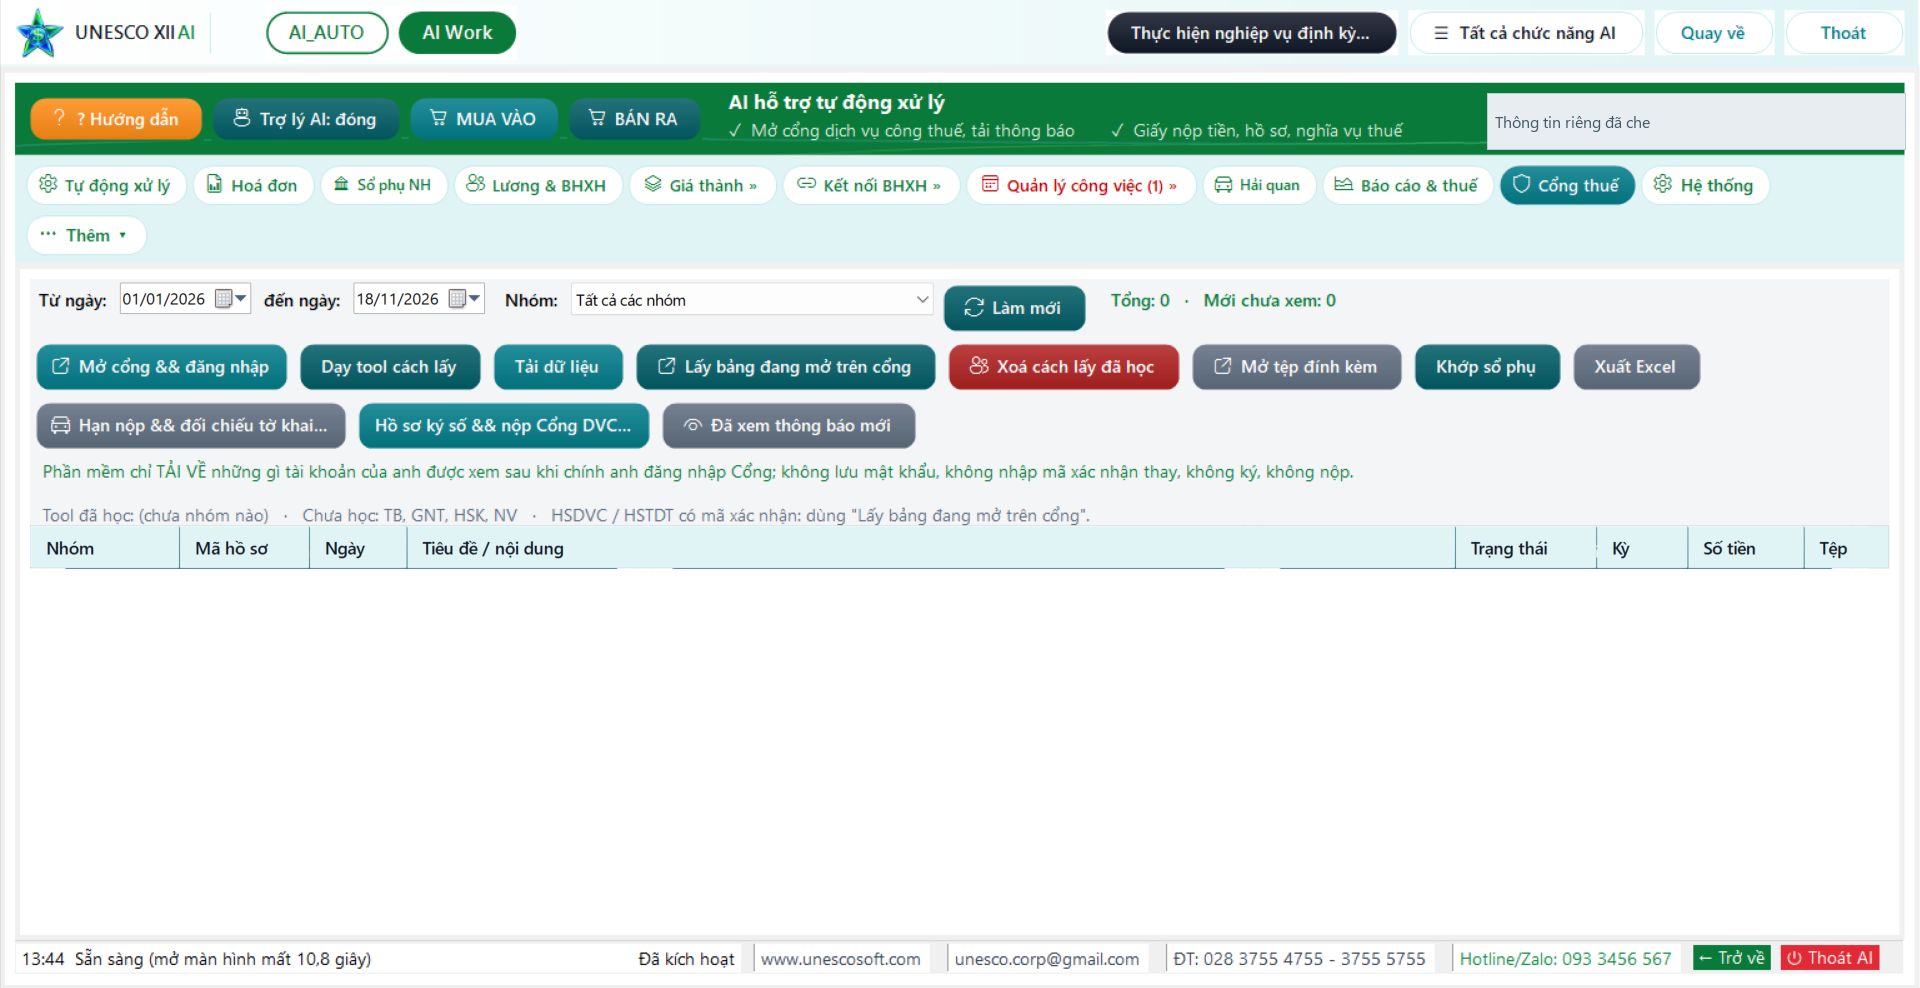 UNESCO XII AI
AI_AUTO
AI Work
Thực hiện nghiệp vụ định kỳ...
☰ Tất cả chức năng AI
Quay về
Thoát
? ? Hướng dẫn
Trợ lý AI: đóng
MUA VÀO
BÁN RA
AI hỗ trợ tự động xử lý
✓ Mở cổng dịch vụ công thuế, tải thông báo
✓ Giấy nộp tiền, hồ sơ, nghĩa vụ thuế
Thông tin riêng đã che
Tự động xử lý
Hoá đơn
Sổ phụ NH
Lương & BHXH
Giá thành »
Kết nối BHXH »
Quản lý công việc (1) »
Hải quan
Báo cáo & thuế
Cổng thuế
Hệ thống
··· Thêm ▾
Từ ngày: 01/01/2026 đến ngày: 18/11/2026 Nhóm: Tất cả các nhóm
Làm mới
Tổng: 0 · Mới chưa xem: 0
Mở cổng && đăng nhập
Dạy tool cách lấy
Tải dữ liệu
Lấy bảng đang mở trên cổng
Xoá cách lấy đã học
Mở tệp đính kèm
Khớp sổ phụ
Xuất Excel
Hạn nộp && đối chiếu tờ khai...
Hồ sơ ký số && nộp Cổng DVC...
Đã xem thông báo mới
Phần mềm chỉ TẢI VỀ những gì tài khoản của anh được xem sau khi chính anh đăng nhập Cổng; không lưu mật khẩu, không nhập mã xác nhận thay, không ký, không nộp.
Tool đã học: (chưa nhóm nào) · Chưa học: TB, GNT, HSK, NV · HSDVC / HSTDT có mã xác nhận: dùng "Lấy bảng đang mở trên cổng".
Nhóm Mã hồ sơ Ngày Tiêu đề / nội dung Trạng thái Kỳ Số tiền Tệp
13:44 Sẵn sàng (mở màn hình mất 10,8 giây)
Đã kích hoạt
www.unescosoft.com
unesco.corp@gmail.com
ĐT: 028 3755 4755 - 3755 5755
Hotline/Zalo: 093 3456 567
← Trở về
Thoát AI